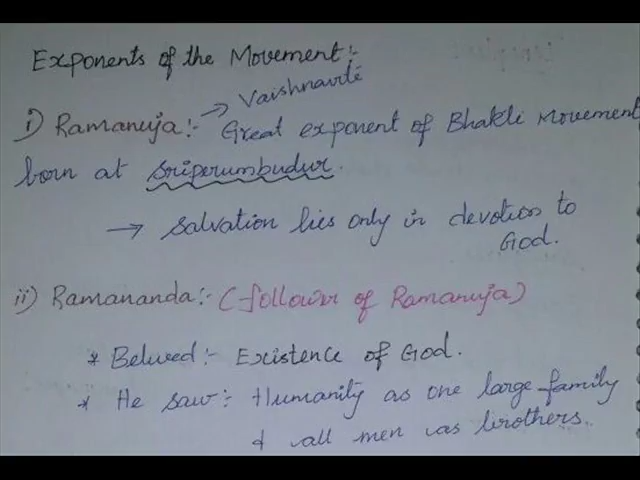 Exponents of the Movement:-
→ Vaishnavite
i) Ramanuja:- Great exponent of Bhakti Movement
born at Sriperumbudur.
→ Salvation lies only in devotion to
God.
ii) Ramananda:- (follower of Ramanuja)
* Belived:- Existence of God.
* He saw:- Humanity as one large family
& all men as brothers.